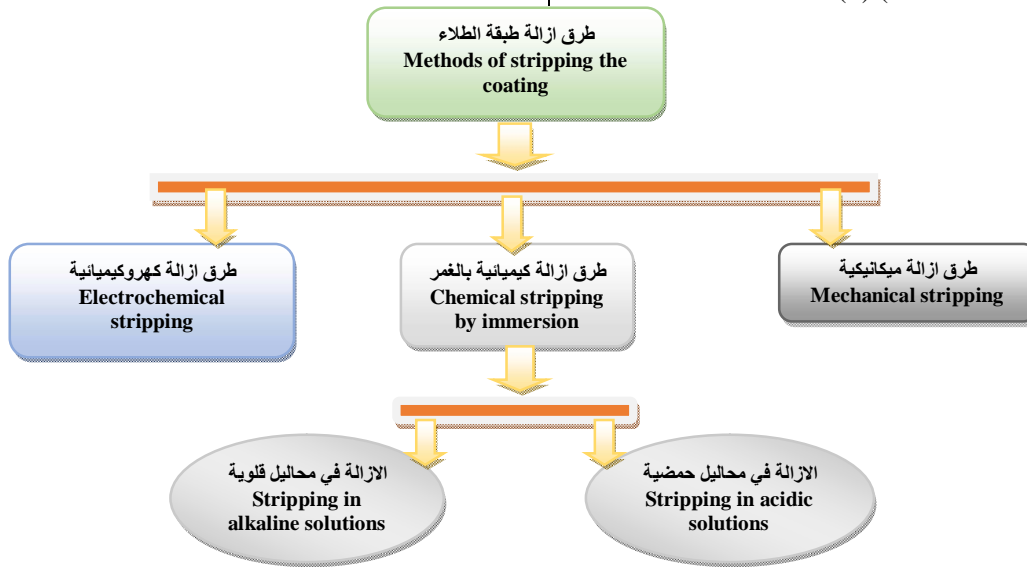 طرق ازالة طبقة الطلاء
Methods of stripping the
coating
طرق ازالة كهروكيميائية
Electrochemical
stripping
طرق ازالة كيميائية بالغمر
Chemical stripping
by immersion
طرق ازالة ميكانيكية
Mechanical stripping
الازالة في محاليل قلوية
Stripping in
alkaline solutions
الازالة في محاليل حمضية
Stripping in acidic
solutions